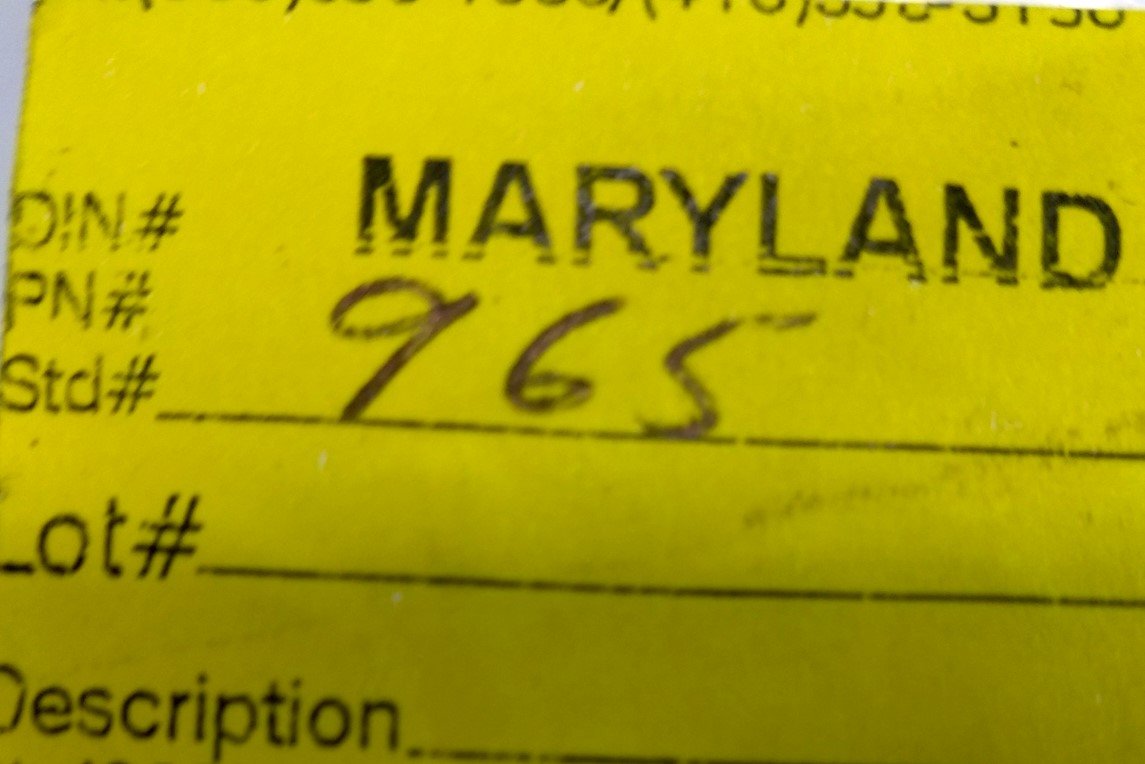 DIN# MARYLAND
PN#
Std# 965
Lot#
Description